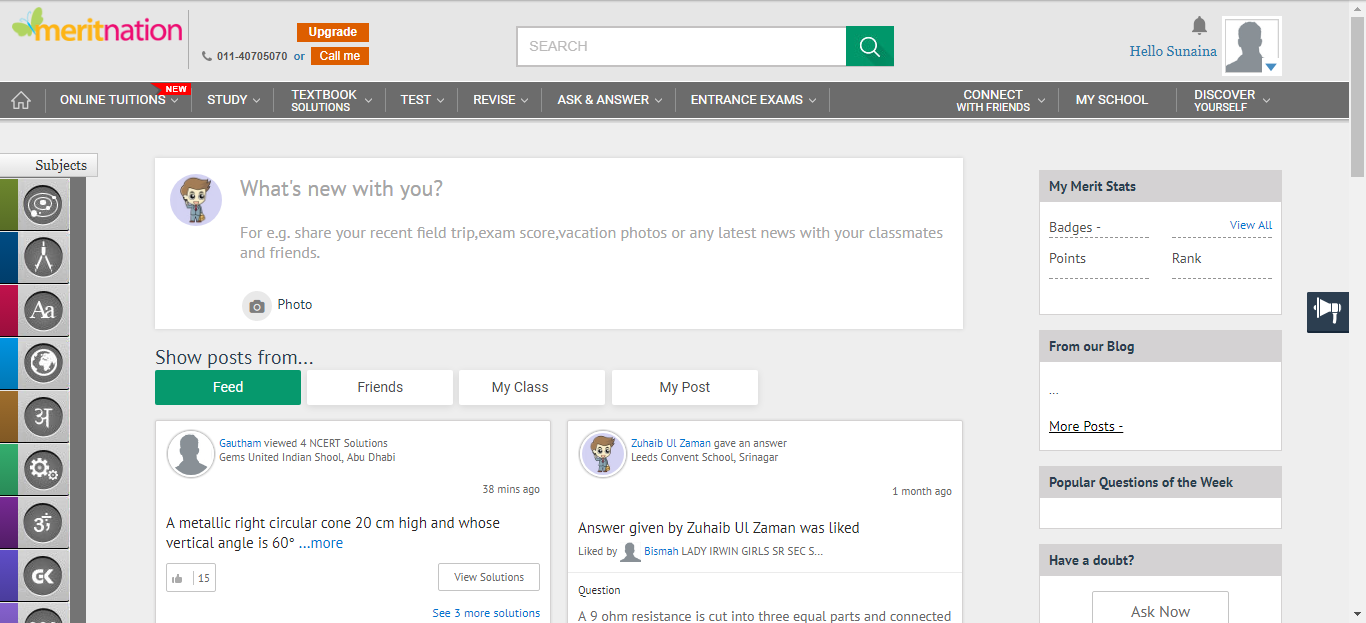 meritnation
Upgrade
011-40705070 or Call me
SEARCH
Hello Sunaina
ONLINE TUITIONS
NEW
STUDY
TEXTBOOK
SOLUTIONS
TEST
REVISE
ASK & ANSWER
ENTRANCE EXAMS
CONNECT
WITH FRIENDS
MY SCHOOL
DISCOVER
YOURSELF
Subjects
Aa
अ
ॐ
GK
What's new with you?
For e.g. share your recent field trip,exam score,vacation photos or any latest news with your classmates
and friends.
Photo
Show posts from...
Feed
Friends
My Class
My Post
Gautham viewed 4 NCERT Solutions
Gems United Indian Shool, Abu Dhabi
38 mins ago
A metallic right circular cone 20 cm high and whose
vertical angle is 60° ...more
15
View Solutions
See 3 more solutions
Zuhaib Ul Zaman gave an answer
Leeds Convent School, Srinagar
1 month ago
Answer given by Zuhaib Ul Zaman was liked
Liked by Bismah LADY IRWIN GIRLS SR SEC S...
Question
A 9 ohm resistance is cut into three equal parts and connected
My Merit Stats
Badges -
View All
Points
Rank
From our Blog
...
More Posts -
Popular Questions of the Week
Have a doubt?
Ask Now